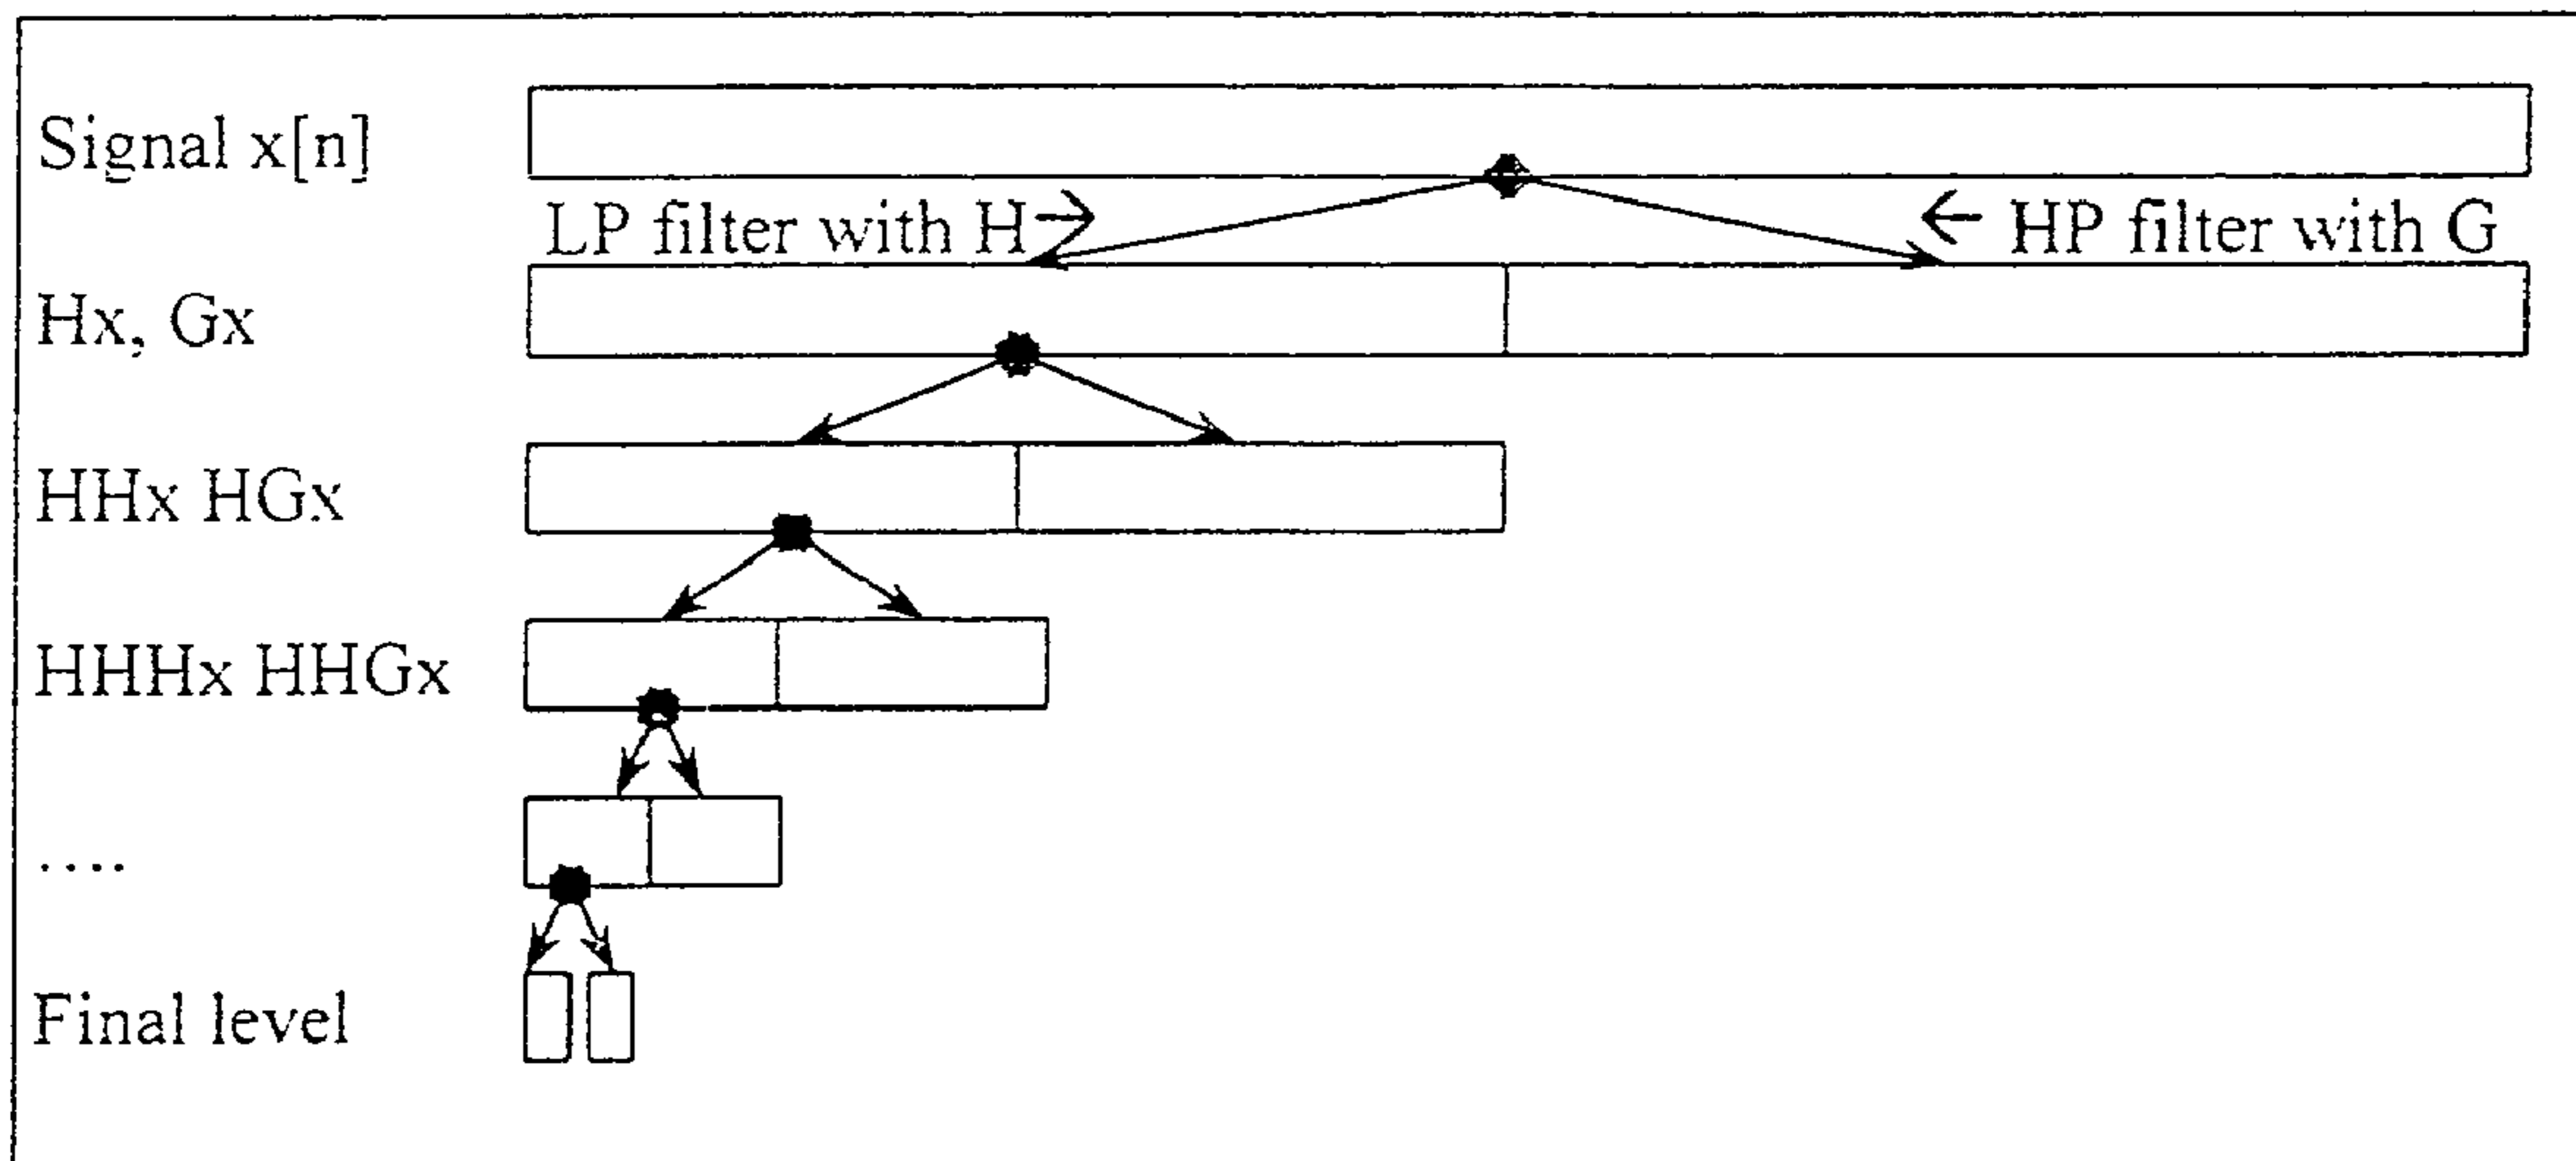 Signal x[n]
LP filter with H→ ← HP filter with G
Hx, Gx
HHx HGx
HHHx HHGx
....
Final level